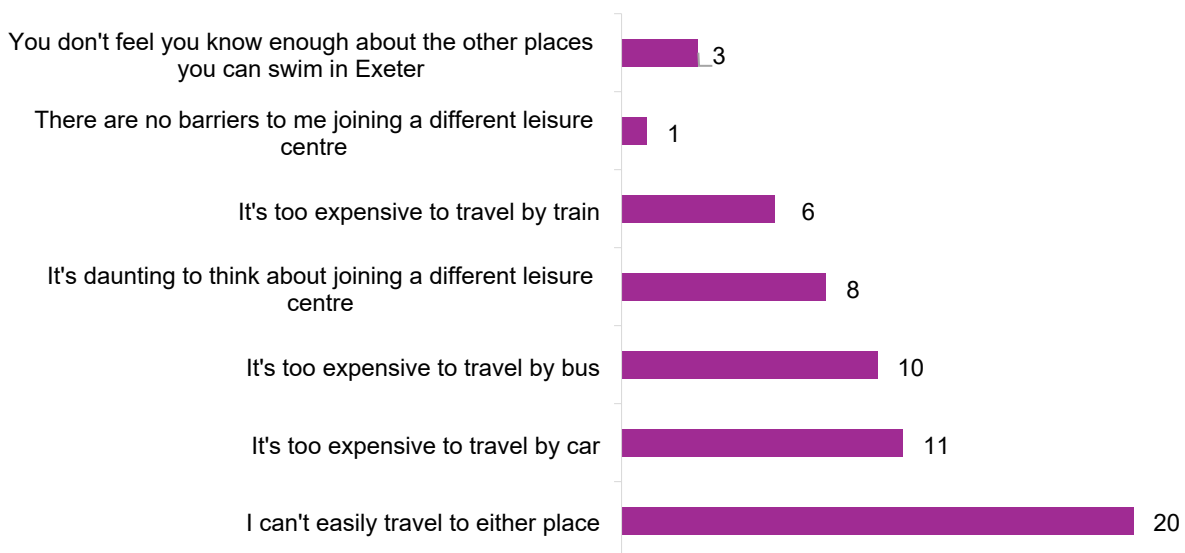 You don't feel you know enough about the other places
you can swim in Exeter
3
There are no barriers to me joining a different leisure
centre
1
It's too expensive to travel by train
6
It's daunting to think about joining a different leisure
centre
8
It's too expensive to travel by bus
10
It's too expensive to travel by car
11
I can't easily travel to either place
20